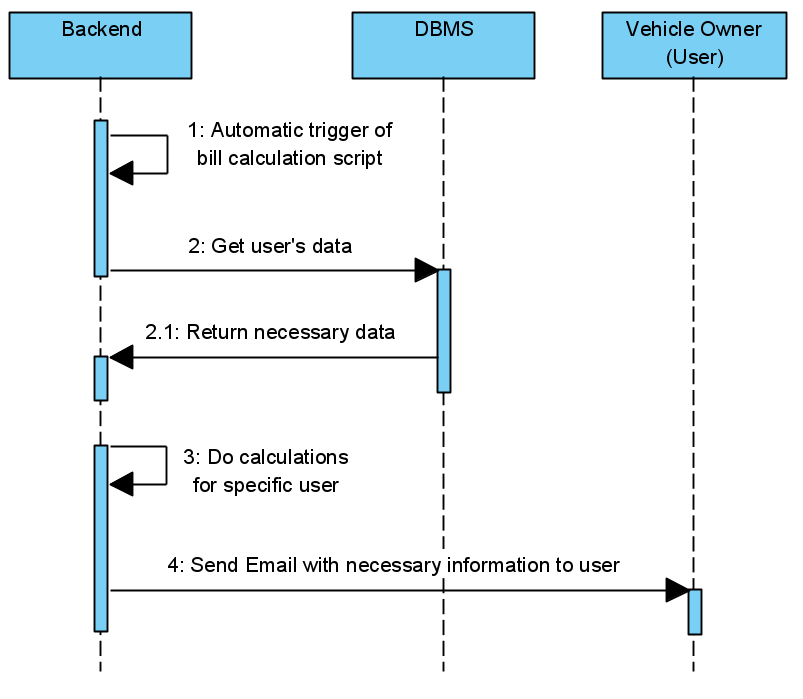 Backend
DBMS
Vehicle Owner
(User)
1: Automatic trigger of
bill calculation script
2: Get user's data
2.1: Return necessary data
3: Do calculations
for specific user
4: Send Email with necessary information to user